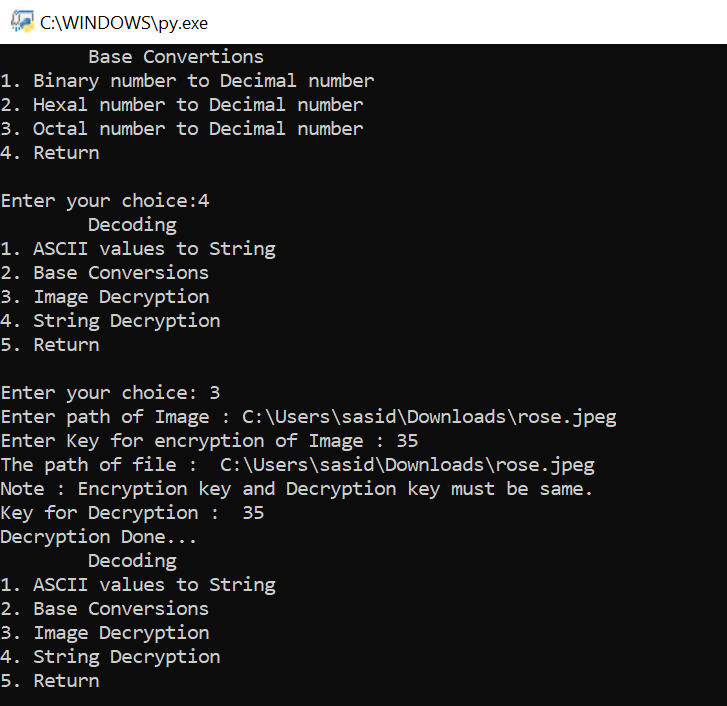 C:\WINDOWS\py.exe
Base Convertions
1. Binary number to Decimal number
2. Hexal number to Decimal number
3. Octal number to Decimal number
4. Return
Enter your choice:4
Decoding
1. ASCII values to String
2. Base Conversions
3. Image Decryption
4. String Decryption
5. Return
Enter your choice: 3
Enter path of Image : C:\Users\sasid\Downloads\rose.jpeg
Enter Key for encryption of Image : 35
The path of file :  C:\Users\sasid\Downloads\rose.jpeg
Note : Encryption key and Decryption key must be same.
Key for Decryption :  35
Decryption Done...
Decoding
1. ASCII values to String
2. Base Conversions
3. Image Decryption
4. String Decryption
5. Return